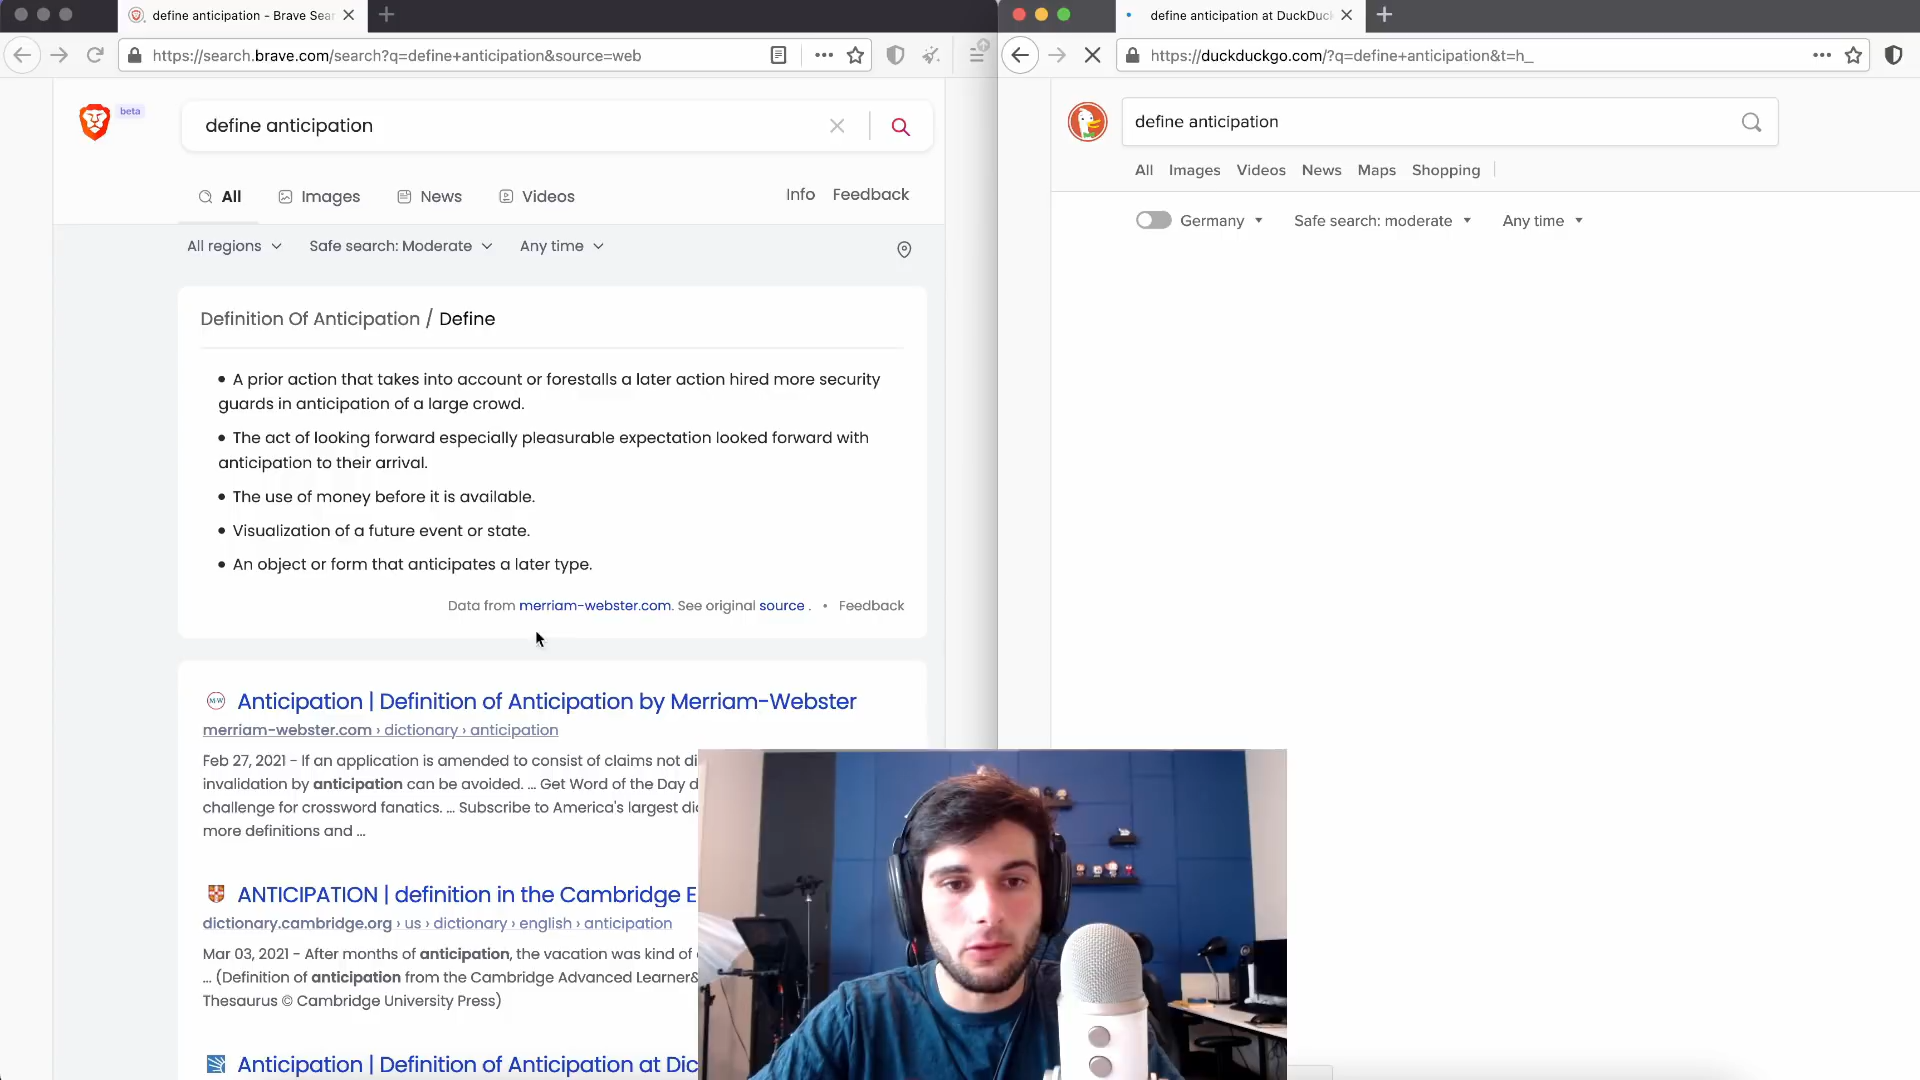 define anticipation - Brave Sear
https://search.brave.com/search?q=define+anticipation&source=web
beta
define anticipation
All
Images
News
Videos
Info
Feedback
All regions
Safe search: Moderate
Any time
Definition Of Anticipation / Define
• A prior action that takes into account or forestalls a later action hired more security
guards in anticipation of a large crowd.
• The act of looking forward especially pleasurable expectation looked forward with
anticipation to their arrival.
• The use of money before it is available.
• Visualization of a future event or state.
• An object or form that anticipates a later type.
Data from merriam-webster.com. See original source . • Feedback
Anticipation | Definition of Anticipation by Merriam-Webster
merriam-webster.com › dictionary › anticipation
Feb 27, 2021 - If an application is amended to consist of claims not di
invalidation by anticipation can be avoided. ... Get Word of the Day d
challenge for crossword fanatics. ... Subscribe to America's largest dic
more definitions and ...
ANTICIPATION | definition in the Cambridge E
dictionary.cambridge.org › us › dictionary › english › anticipation
Mar 03, 2021 - After months of anticipation, the vacation was kind of
... (Definition of anticipation from the Cambridge Advanced Learner&
Thesaurus © Cambridge University Press)
Anticipation | Definition of Anticipation at Dic
define anticipation at DuckDuck
https://duckduckgo.com/?q=define+anticipation&t=h_
define anticipation
All
Images
Videos
News
Maps
Shopping
Germany
Safe search: moderate
Any time